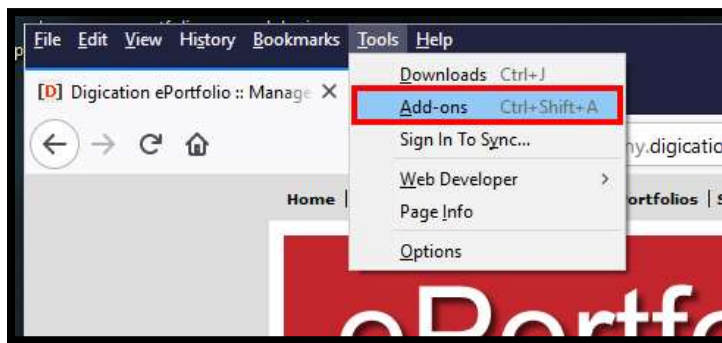 File Edit View History Bookmarks Tools Help
Downloads Ctrl+J
[D] Digication ePortfolio :: Manage
Add-ons Ctrl+Shift+A
Sign In To Sync...
ny.digicatio
Web Developer
Home
ortfolios |
Page Info
Options
ePortfo